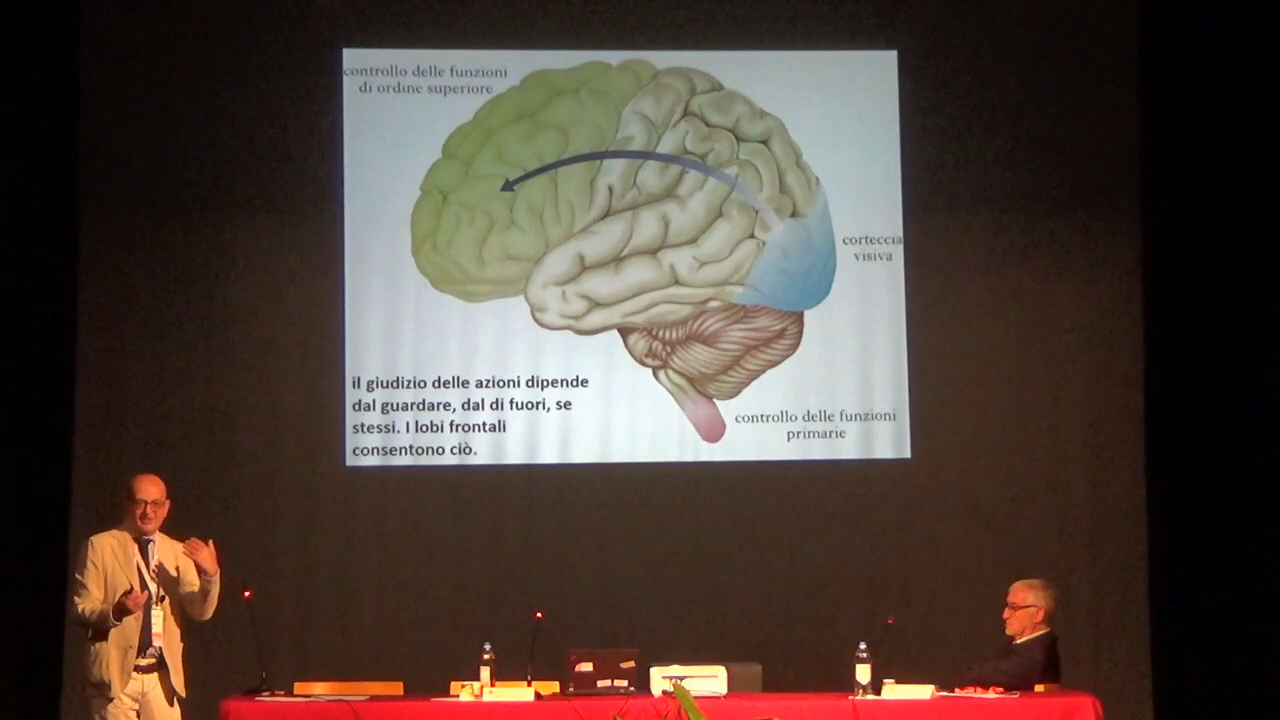 controllo delle funzioni
di ordine superiore
corteccia
visiva
il giudizio delle azioni dipende
dal guardare, dal di fuori, se
stessi. I lobi frontali
consentono ciò.
controllo delle funzioni
primarie